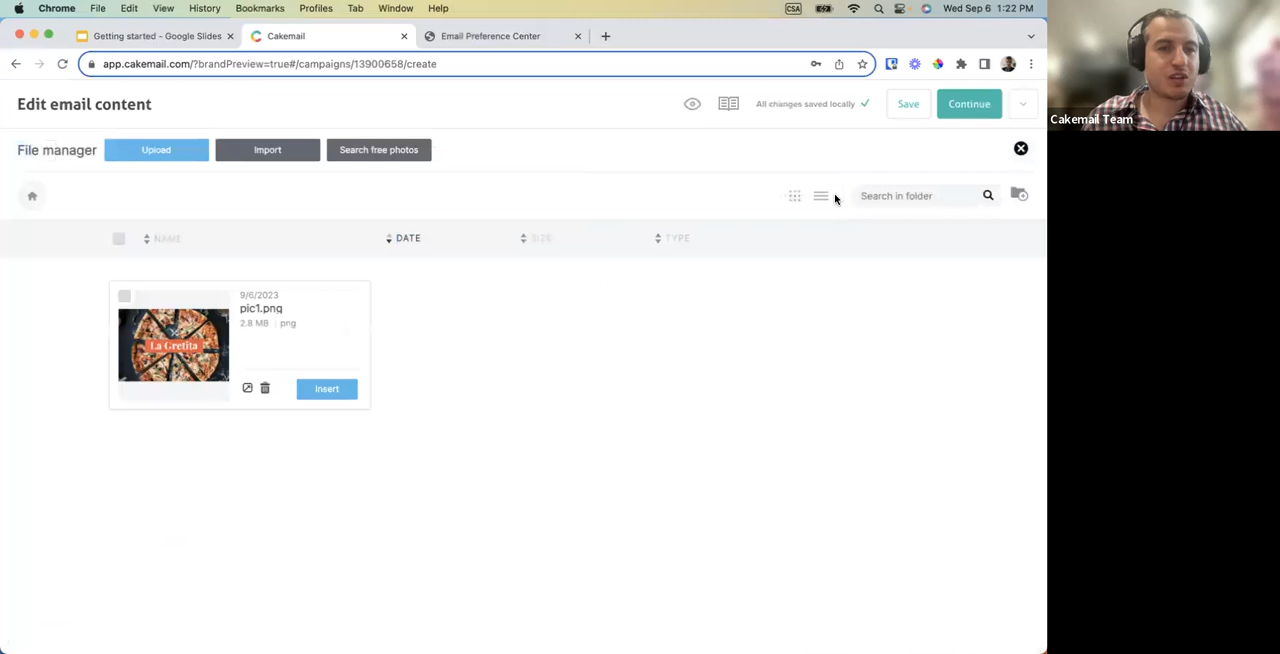 Chrome File Edit View History Bookmarks Profiles Tab Window Help CSA Wed Sep 6 1:22 PM
Getting started - Google Slides Cakemail Email Preference Center
app.cakemail.com/?brandPreview=true#/campaigns/13900658/create
Edit email content All changes saved locally Save Continue
File manager Upload Import Search free photos
Search in folder
NAME DATE SIZE TYPE
9/6/2023
pic1.png
2.8 MB png
La Gretita
Insert
Cakemail Team